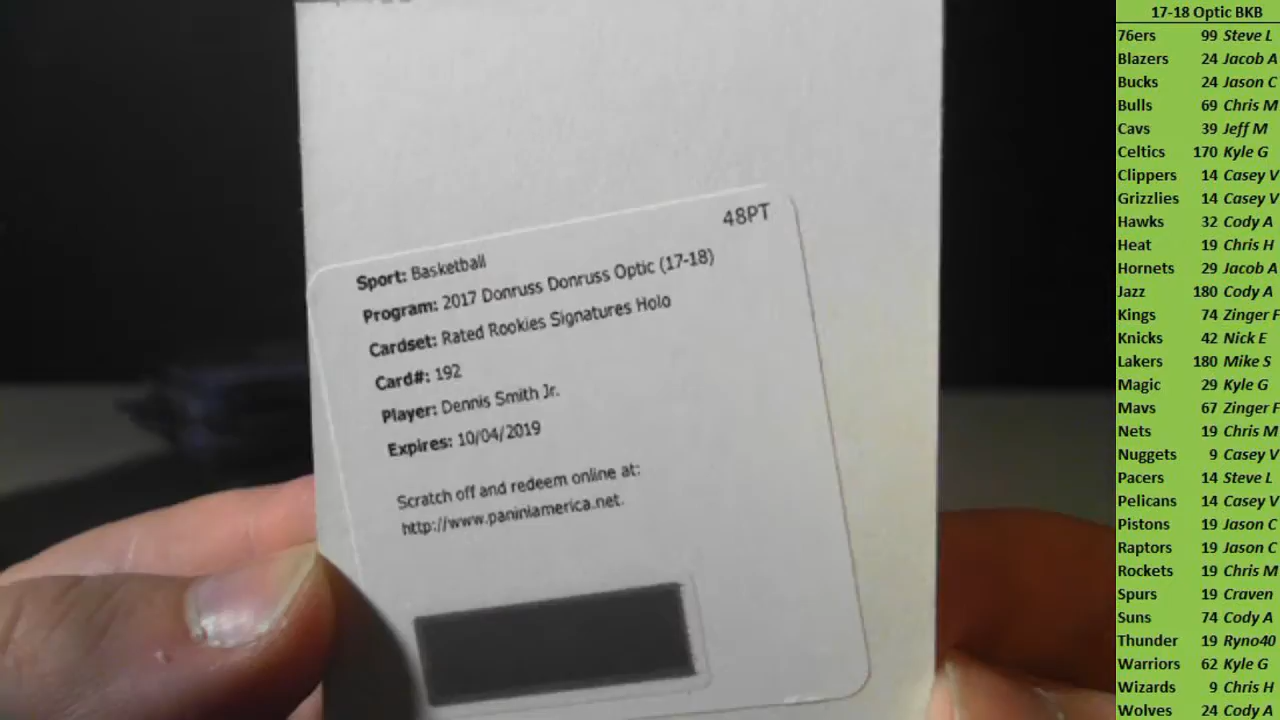 48PT
Sport: Basketball
Program: 2017 Donruss Donruss Optic (17-18)
Cardset: Rated Rookies Signatures Holo
Card#: 192
Player: Dennis Smith Jr.
Expires: 10/04/2019
Scratch off and redeem online at:
http://www.paniniamerica.net.
17-18 Optic BKB
76ers 99 Steve L
Blazers 24 Jacob A
Bucks 24 Jason C
Bulls 69 Chris M
Cavs 39 Jeff M
Celtics 170 Kyle G
Clippers 14 Casey V
Grizzlies 14 Casey V
Hawks 32 Cody A
Heat 19 Chris H
Hornets 29 Jacob A
Jazz 180 Cody A
Kings 74 Zinger F
Knicks 42 Nick E
Lakers 180 Mike S
Magic 29 Kyle G
Mavs 67 Zinger F
Nets 19 Chris M
Nuggets 9 Casey V
Pacers 14 Steve L
Pelicans 14 Casey V
Pistons 19 Jason C
Raptors 19 Jason C
Rockets 19 Chris M
Spurs 19 Craven
Suns 74 Cody A
Thunder 19 Ryno40
Warriors 62 Kyle G
Wizards 9 Chris H
Wolves 24 Cody A